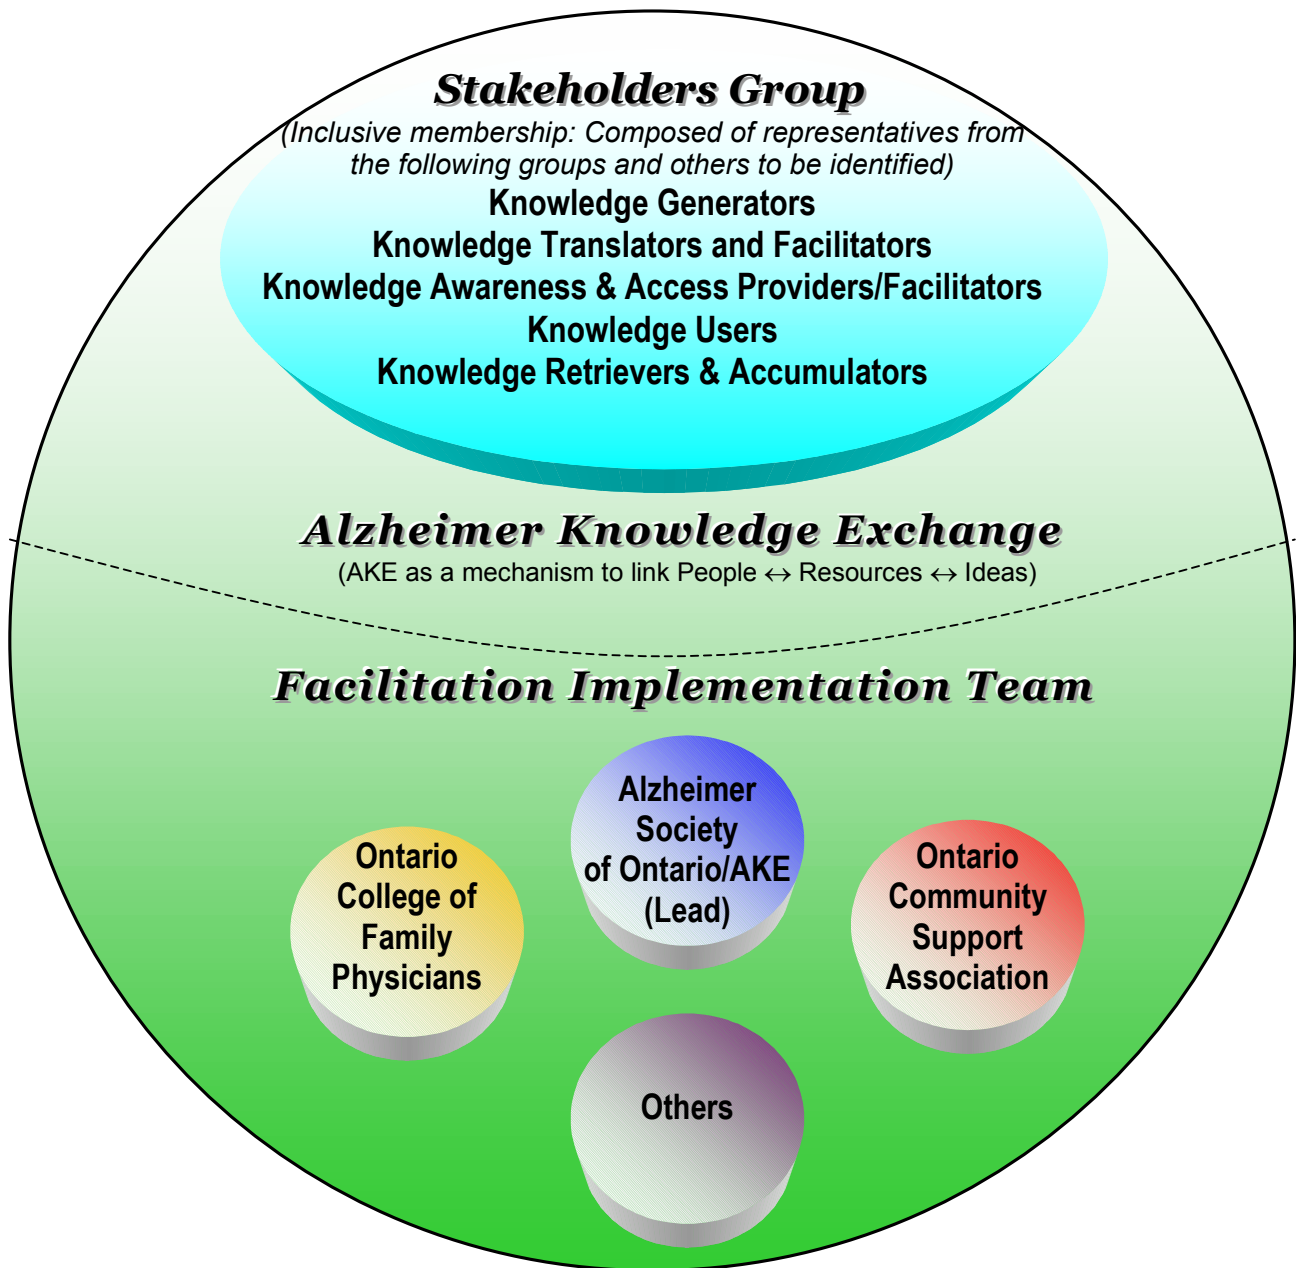 Stakeholders Group
(Inclusive membership: Composed of representatives from
the following groups and others to be identified)
Knowledge Generators
Knowledge Translators and Facilitators
Knowledge Awareness & Access Providers/Facilitators
Knowledge Users
Knowledge Retrievers & Accumulators
Alzheimer Knowledge Exchange
(AKE as a mechanism to link People ↔ Resources ↔ Ideas)
Facilitation Implementation Team
Alzheimer
Society
of Ontario/AKE
(Lead)
Ontario
College of
Family
Physicians
Ontario
Community
Support
Association
Others